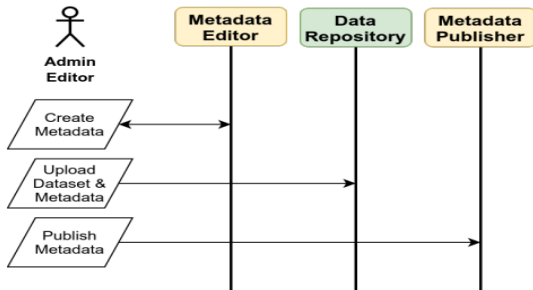 Metadata
Editor
Data
Repository
Metadata
Publisher
Admin
Editor
Create
Metadata
Upload
Dataset &
Metadata
Publish
Metadata